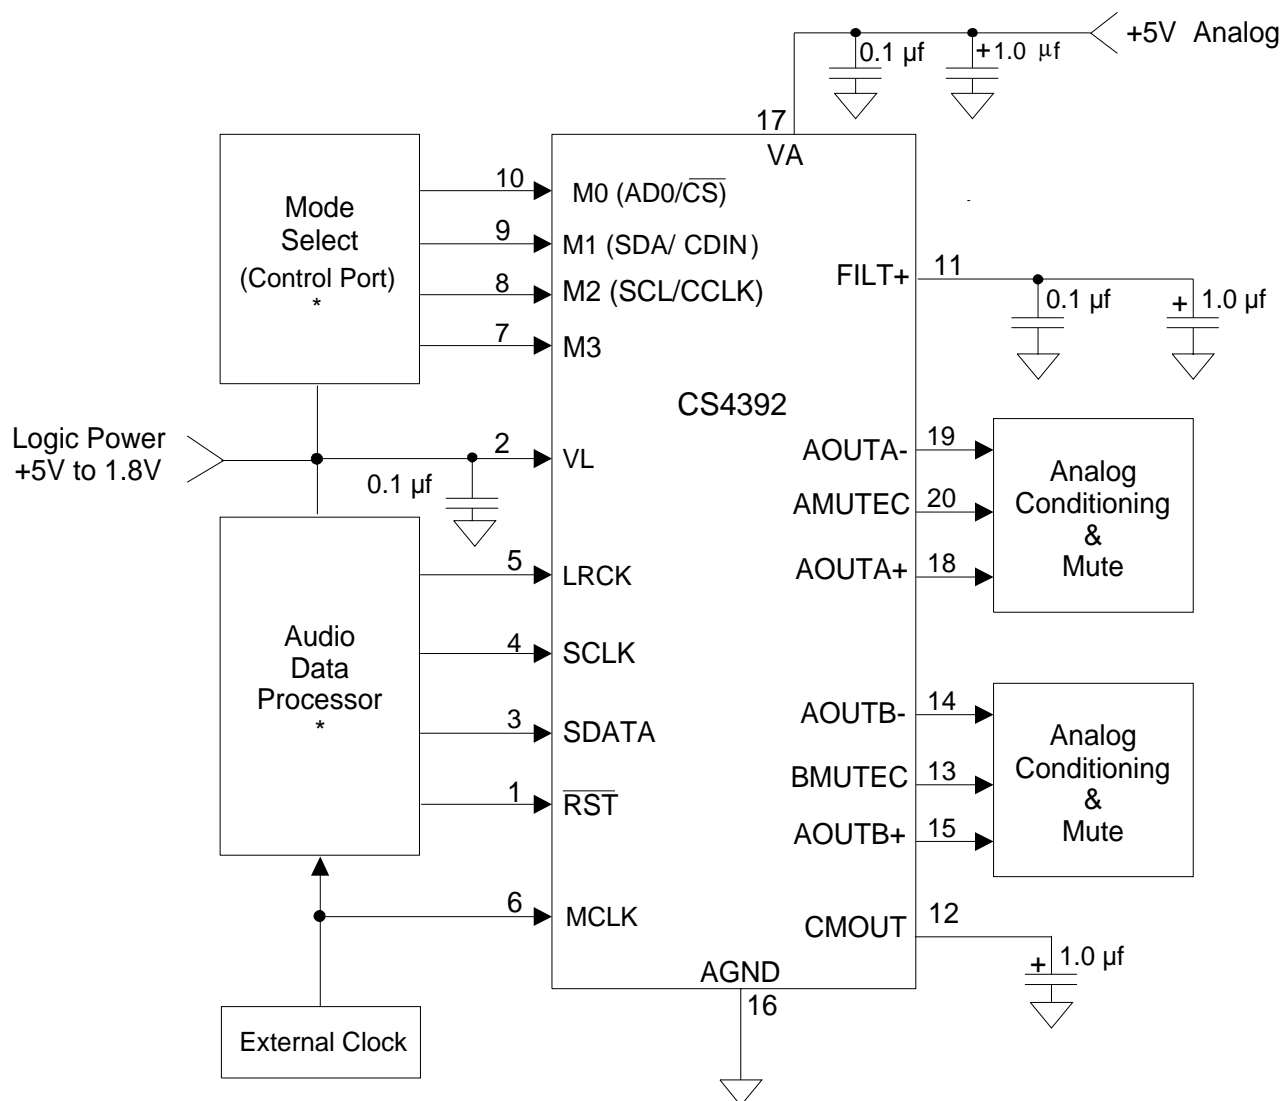 +5V Analog
0.1 µf
+1.0 µf
17
VA
Mode
Select
(Control Port)
*
10
M0 (AD0/C̅S̅)
9
M1 (SDA/ CDIN)
8
M2 (SCL/CCLK)
7
M3
FILT+
11
0.1 µf
+ 1.0 µf
CS4392
Logic Power
+5V to 1.8V
2
VL
0.1 µf
AOUTA-
19
AMUTEC
20
AOUTA+
18
Analog
Conditioning
&
Mute
Audio
Data
Processor
*
5
LRCK
4
SCLK
3
SDATA
1
R̅S̅T̅
6
MCLK
AOUTB-
14
BMUTEC
13
AOUTB+
15
Analog
Conditioning
&
Mute
CMOUT
12
+ 1.0 µf
AGND
16
External Clock